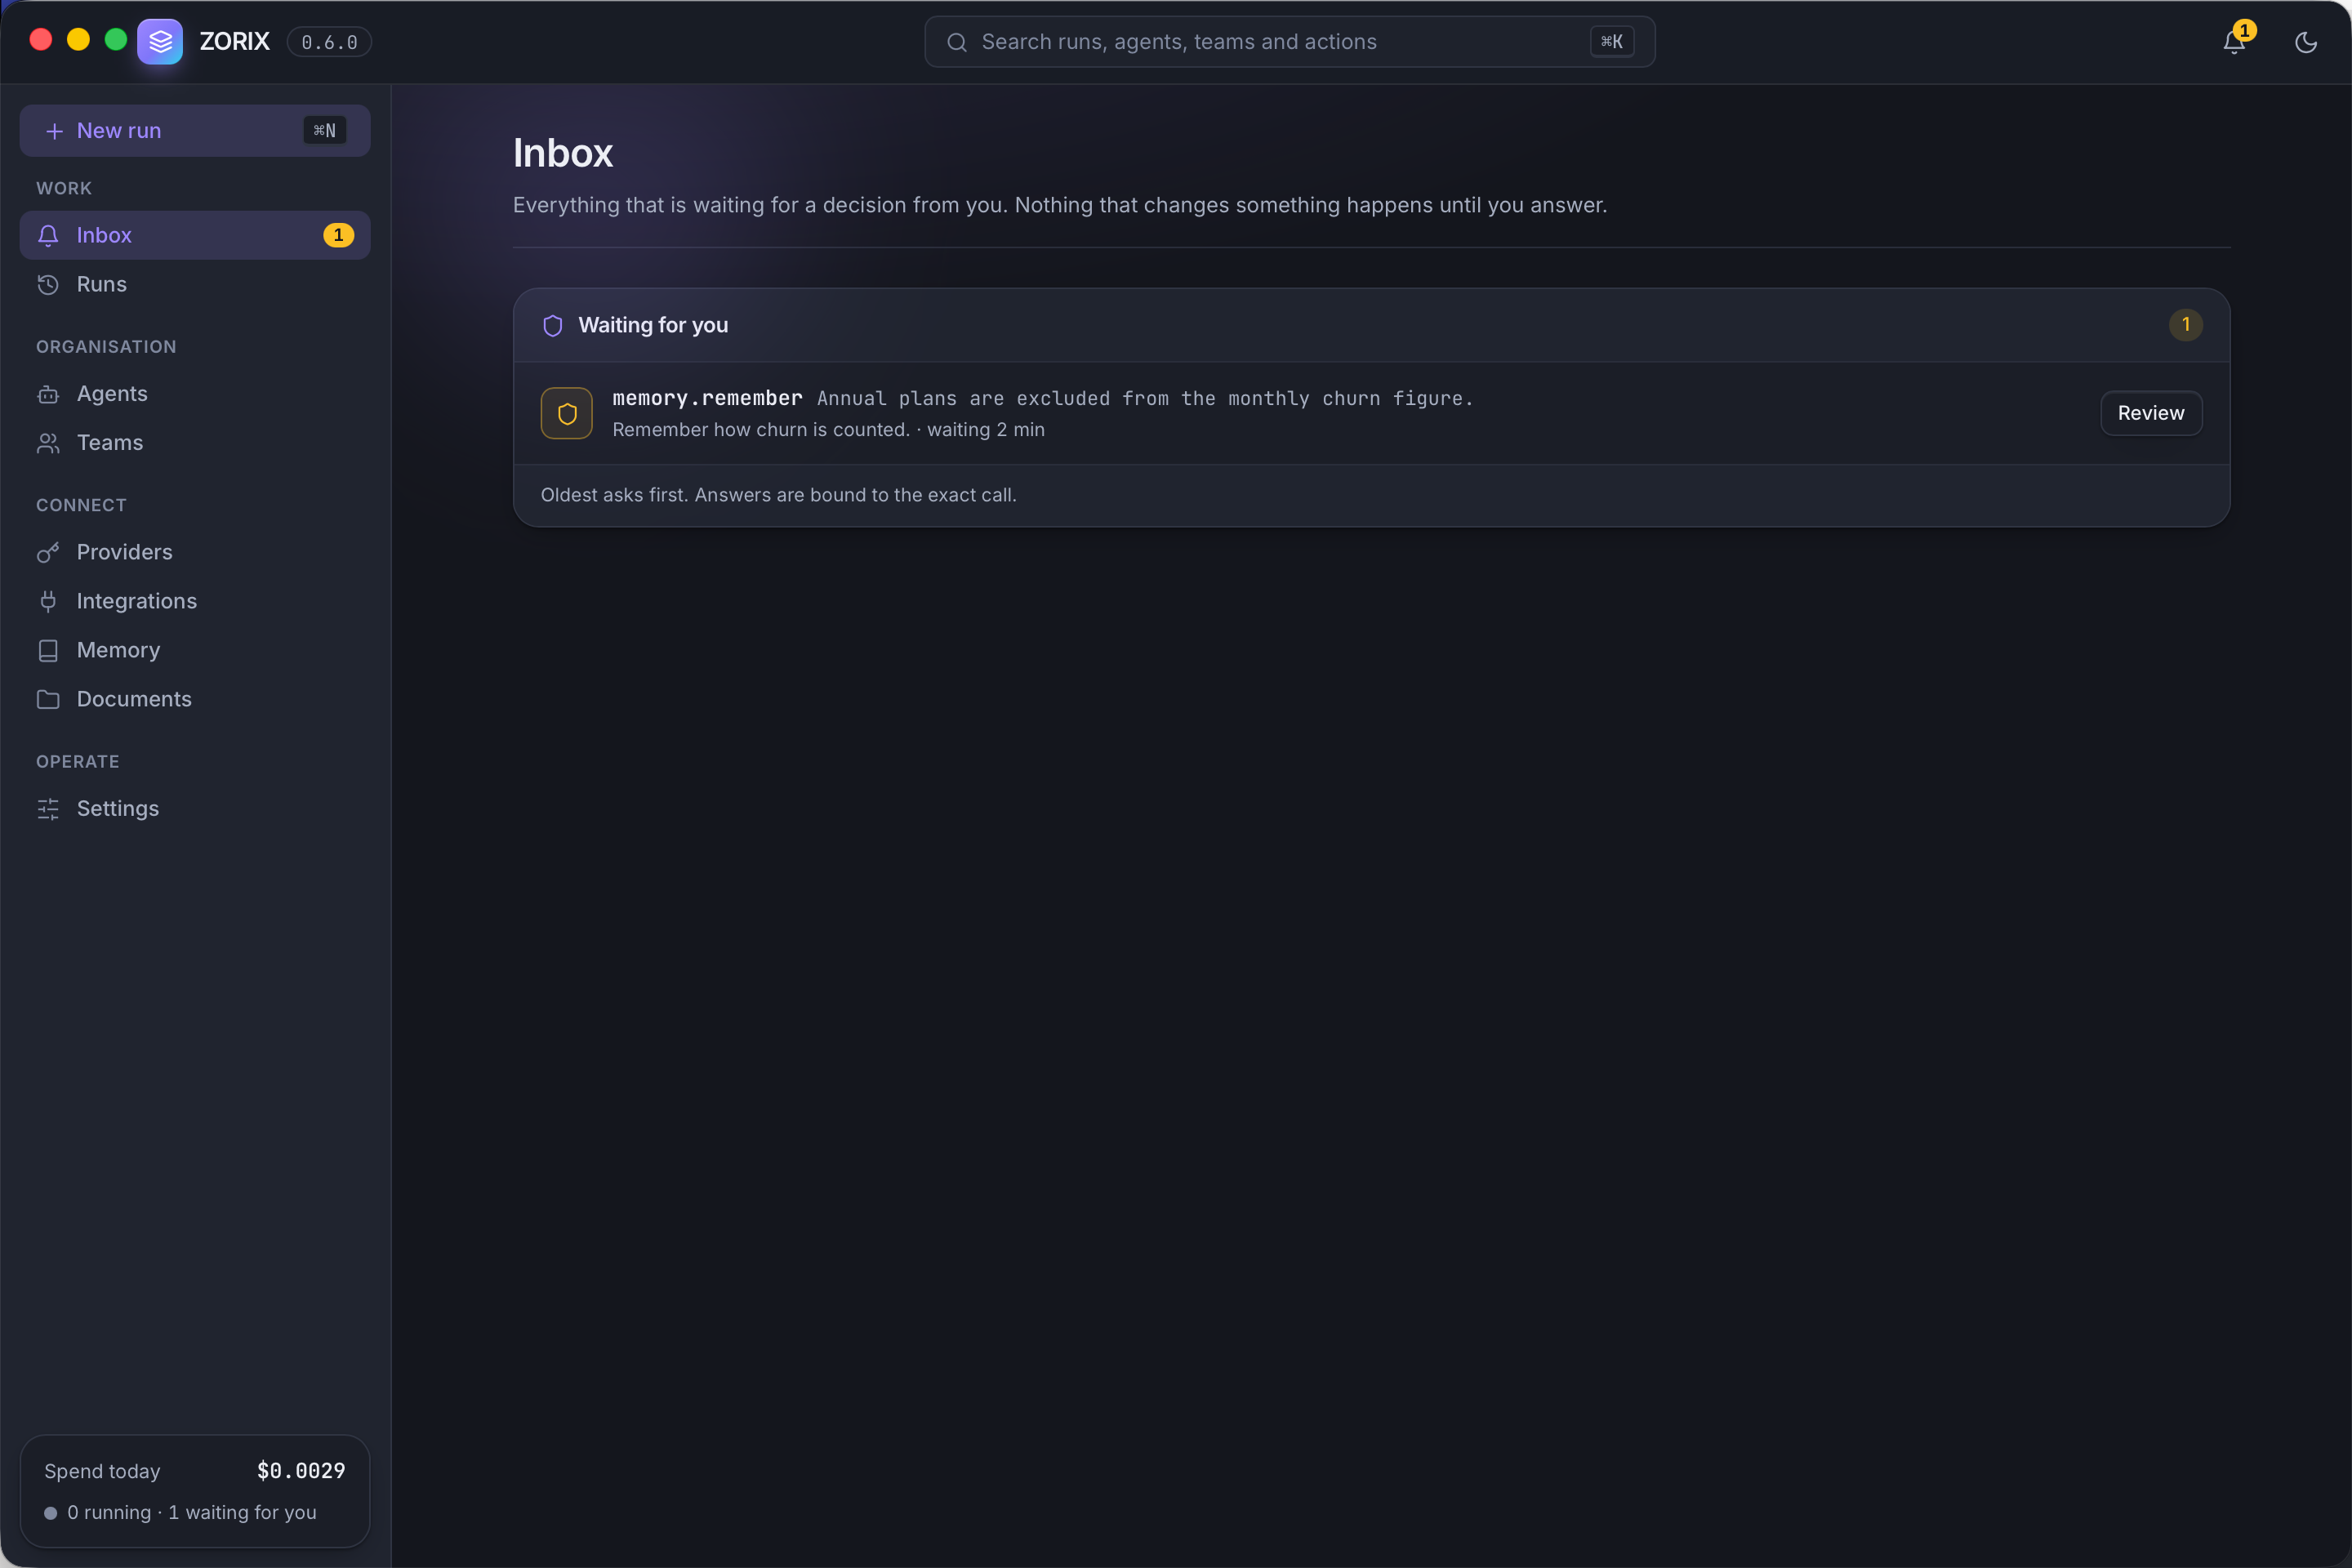 ZORIX 0.6.0
Search runs, agents, teams and actions ⌘K
1
New run ⌘N
WORK
Inbox 1
Runs
ORGANISATION
Agents
Teams
CONNECT
Providers
Integrations
Memory
Documents
OPERATE
Settings
Spend today $0.0029
0 running · 1 waiting for you
Inbox
Everything that is waiting for a decision from you. Nothing that changes something happens until you answer.
Waiting for you 1
memory.remember Annual plans are excluded from the monthly churn figure.
Remember how churn is counted. · waiting 2 min
Review
Oldest asks first. Answers are bound to the exact call.